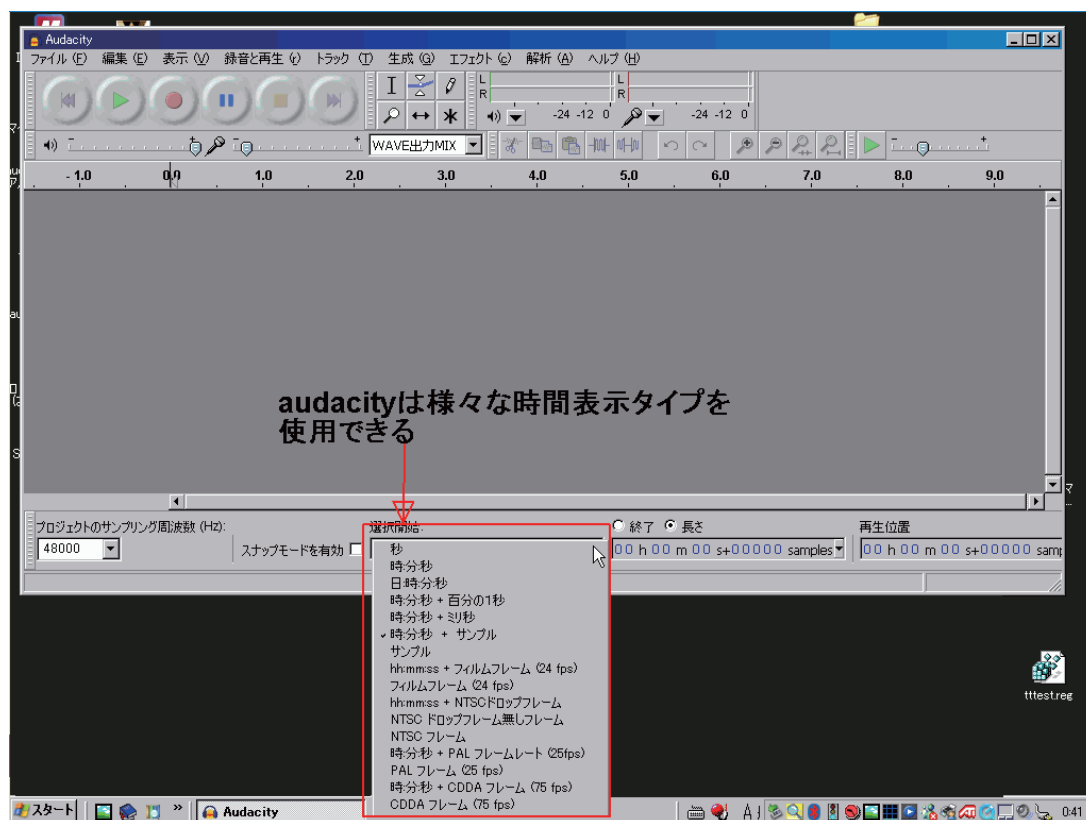 Audacity
ファイル (F) 編集 (E) 表示 (V) 録音と再生 (r) トラック (T) 生成 (G) エフェクト (c) 解析 (A) ヘルプ (H)
L
R
-24 -12 0
L
R
-24 -12 0
- +
- +
WAVE出力MIX
- +
- 1.0 0.0 1.0 2.0 3.0 4.0 5.0 6.0 7.0 8.0 9.0
audacityは様々な時間表示タイプを
使用できる
プロジェクトのサンプリング周波数 (Hz): 選択開始: 終了 長さ 再生位置
48000 スナップモードを有効 00 h 00 m 00 s+00000 samples 00 h 00 m 00 s+00000 sam
秒
時:分:秒
日:時:分:秒
時:分:秒 + 百分の1秒
時:分:秒 + ミリ秒
時:分:秒 + サンプル
サンプル
hh:mm:ss + フィルムフレーム (24 fps)
フィルムフレーム (24 fps)
hh:mm:ss + NTSCドロップフレーム
NTSC ドロップフレーム無しフレーム
NTSC フレーム
時:分:秒 + PAL フレームレート (25fps)
PAL フレーム (25 fps)
時:分:秒 + CDDA フレーム (75 fps)
CDDA フレーム (75 fps)
tttest.reg
スタート Audacity 0:41